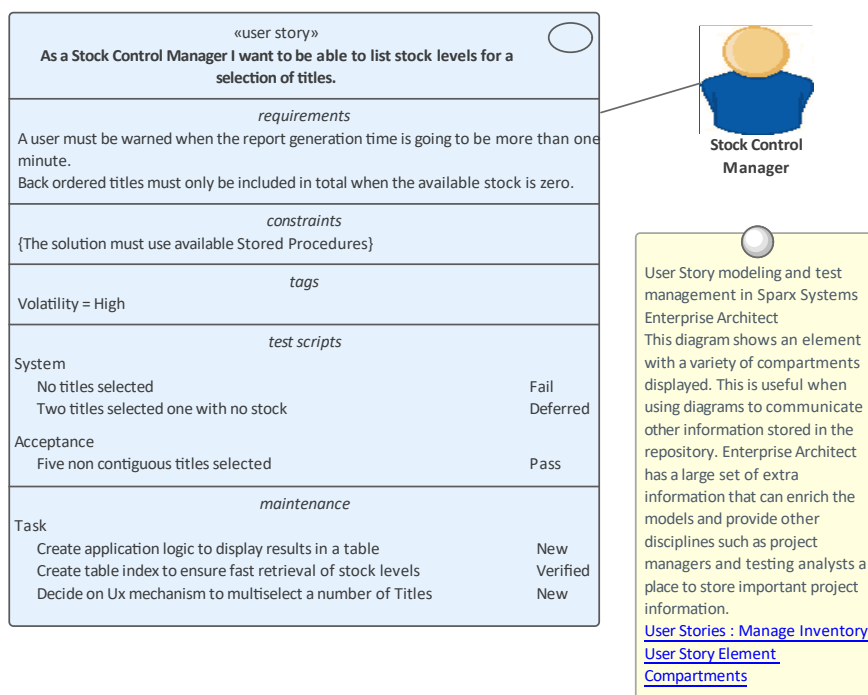 «user story»
As a Stock Control Manager I want to be able to list stock levels for a
selection of titles.
requirements
A user must be warned when the report generation time is going to be more than one
minute.
Back ordered titles must only be included in total when the available stock is zero.
constraints
{The solution must use available Stored Procedures}
tags
Volatility = High
test scripts
System
No titles selected Fail
Two titles selected one with no stock Deferred
Acceptance
Five non contiguous titles selected Pass
maintenance
Task
Create application logic to display results in a table New
Create table index to ensure fast retrieval of stock levels Verified
Decide on Ux mechanism to multiselect a number of Titles New
Stock Control
Manager
User Story modeling and test
management in Sparx Systems
Enterprise Architect
This diagram shows an element
with a variety of compartments
displayed. This is useful when
using diagrams to communicate
other information stored in the
repository. Enterprise Architect
has a large set of extra
information that can enrich the
models and provide other
disciplines such as project
managers and testing analysts a
place to store important project
information.
User Stories : Manage Inventory
User Story Element
Compartments